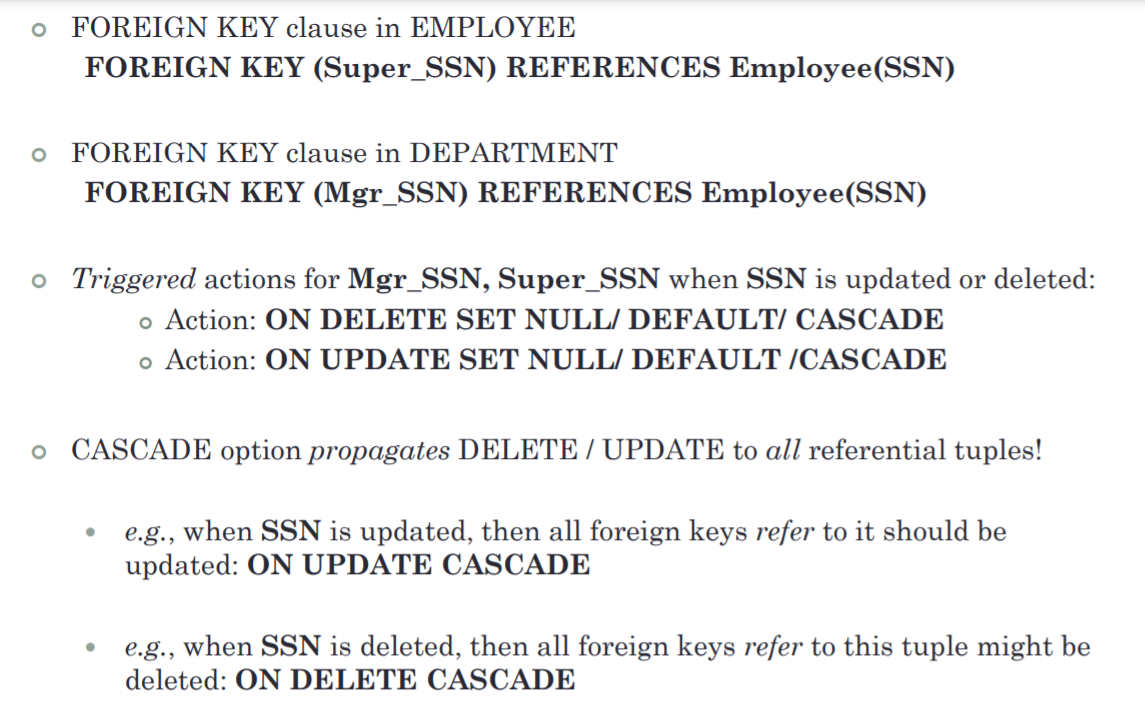 FOREIGN KEY clause in EMPLOYEE
FOREIGN KEY (Super_SSN) REFERENCES Employee(SSN)
FOREIGN KEY clause in DEPARTMENT
FOREIGN KEY (Mgr_SSN) REFERENCES Employee(SSN)
Triggered actions for Mgr_SSN, Super_SSN when SSN is updated or deleted:
Action: ON DELETE SET NULL/ DEFAULT/ CASCADE
Action: ON UPDATE SET NULL/ DEFAULT /CASCADE
CASCADE option propagates DELETE / UPDATE to all referential tuples!
e.g., when SSN is updated, then all foreign keys refer to it should be
updated: ON UPDATE CASCADE
e.g., when SSN is deleted, then all foreign keys refer to this tuple might be
deleted: ON DELETE CASCADE